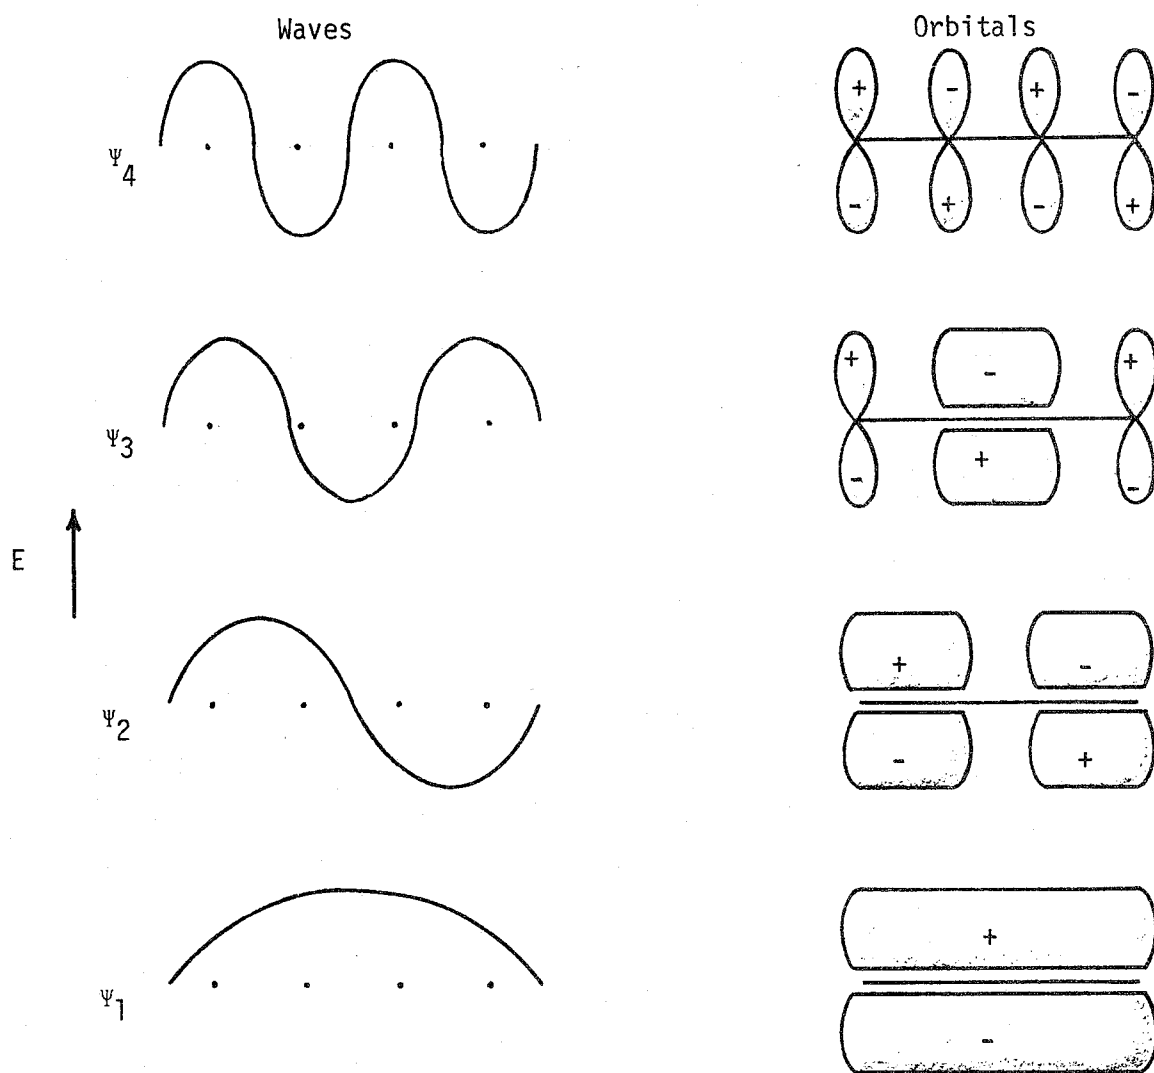 Waves Orbitals
+ - + -
Ψ4
- + - +
+ - +
Ψ3
- + -
E
+ -
Ψ2
- +
+
Ψ1
-